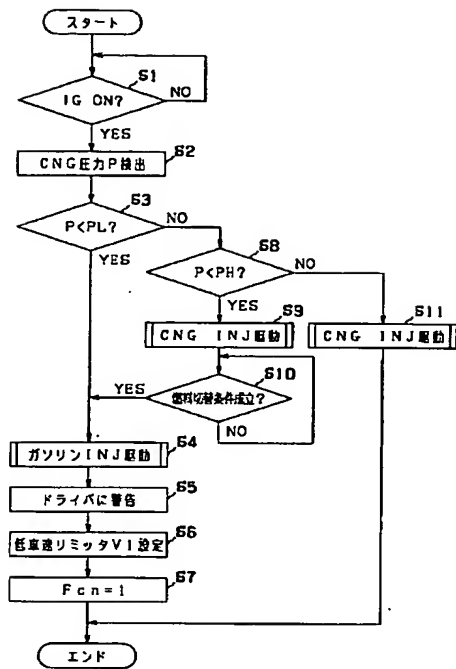 スタート
S1
IG ON?
NO
YES
CNG圧力P検出
S2
S3
P<PL?
NO
YES
S8
P<PH?
NO
YES
S9
CNG INJ駆動
S11
CNG INJ駆動
S10
燃料切替条件成立?
YES
NO
ガソリンINJ駆動
S4
ドライバに警告
S5
低車速リミッタV1設定
S6
Fcn=1
S7
エンド